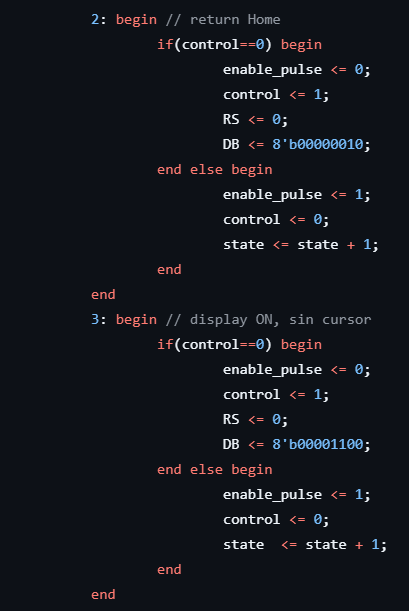 2: begin // return Home
if(control==0) begin
enable_pulse <= 0;
control <= 1;
RS <= 0;
DB <= 8'b00000010;
end else begin
enable_pulse <= 1;
control <= 0;
state <= state + 1;
end
end
3: begin // display ON, sin cursor
if(control==0) begin
enable_pulse <= 0;
control <= 1;
RS <= 0;
DB <= 8'b00001100;
end else begin
enable_pulse <= 1;
control <= 0;
state  <= state + 1;
end
end